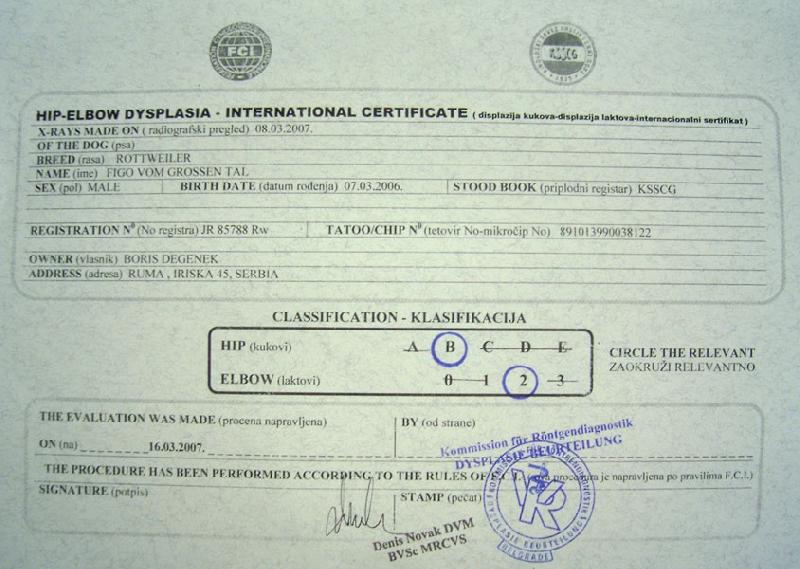 FCI
HIP-ELBOW DYSPLASIA - INTERNATIONAL CERTIFICATE ( displazija kukova-displazija laktova-internacionalni sertifikat)
X-RAYS MADE ON ( radiografski pregled) 08.03.2007.
OF THE DOG (psa)
BREED (rasa) ROTTWEILER
NAME (ime) FIGO VOM GROSSEN TAL
SEX (pol) MALE BIRTH DATE (datum rođenja) 07.03.2006. STOOD BOOK (priplodni registar) KSSCG
REGISTRATION Nº (No registra) JR 85788 Rw TATOO/CHIP Nº (tetovir No-mikročip No) 891013990038122
OWNER (vlasnik) BORIS DEGENEK
ADDRESS (adresa) RUMA , IRISKA 45, SERBIA
CLASSIFICATION - KLASIFIKACIJA
HIP (kukovi) A B C D E
ELBOW (laktovi) 0 1 2 3
CIRCLE THE RELEVANT
ZAOKRUŽI RELEVANTNO
THE EVALUATION WAS MADE (procena napravljena) BY (od strane)
ON (na) 16.03.2007.
Kommission für Röntgendiagnostik
DYSPLASIE BEURTEILUNG
THE PROCEDURE HAS BEEN PERFORMED ACCORDING TO THE RULES OF F.C.I. procedura je napravljena po pravilima F.C.I.)
SIGNATURE (potpis) STAMP (pečat)
Denis Novak DVM
BVSc MRCVS
BELGRADE